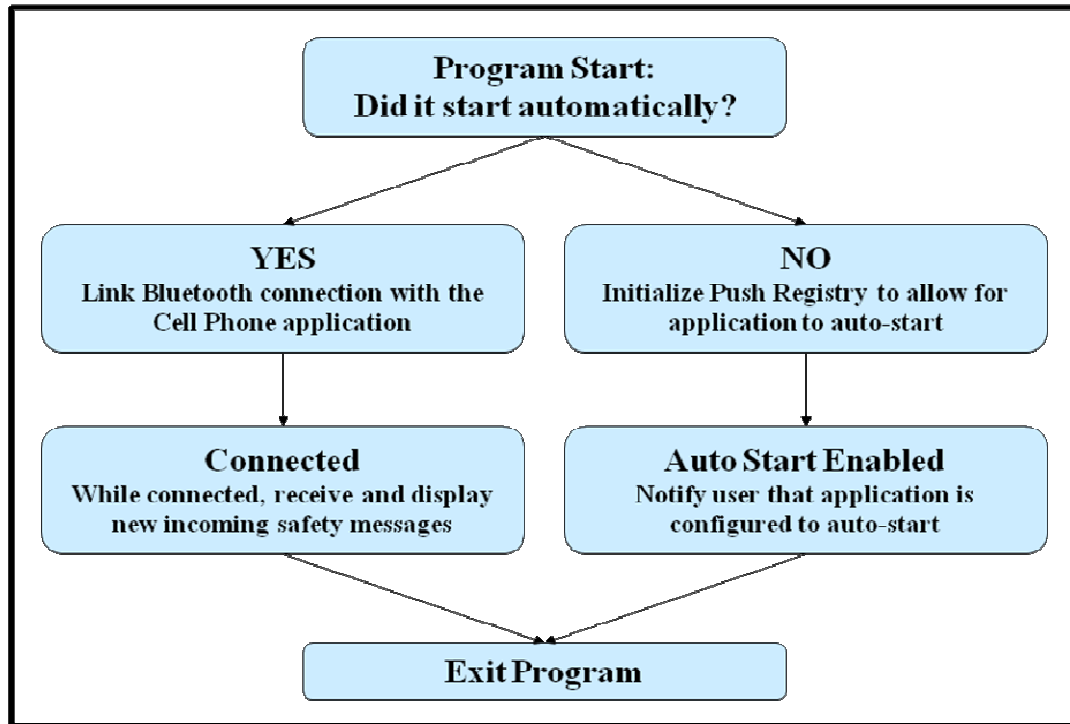 Program Start:
Did it start automatically?
YES
Link Bluetooth connection with the
Cell Phone application
NO
Initialize Push Registry to allow for
application to auto-start
Connected
While connected, receive and display
new incoming safety messages
Auto Start Enabled
Notify user that application is
configured to auto-start
Exit Program